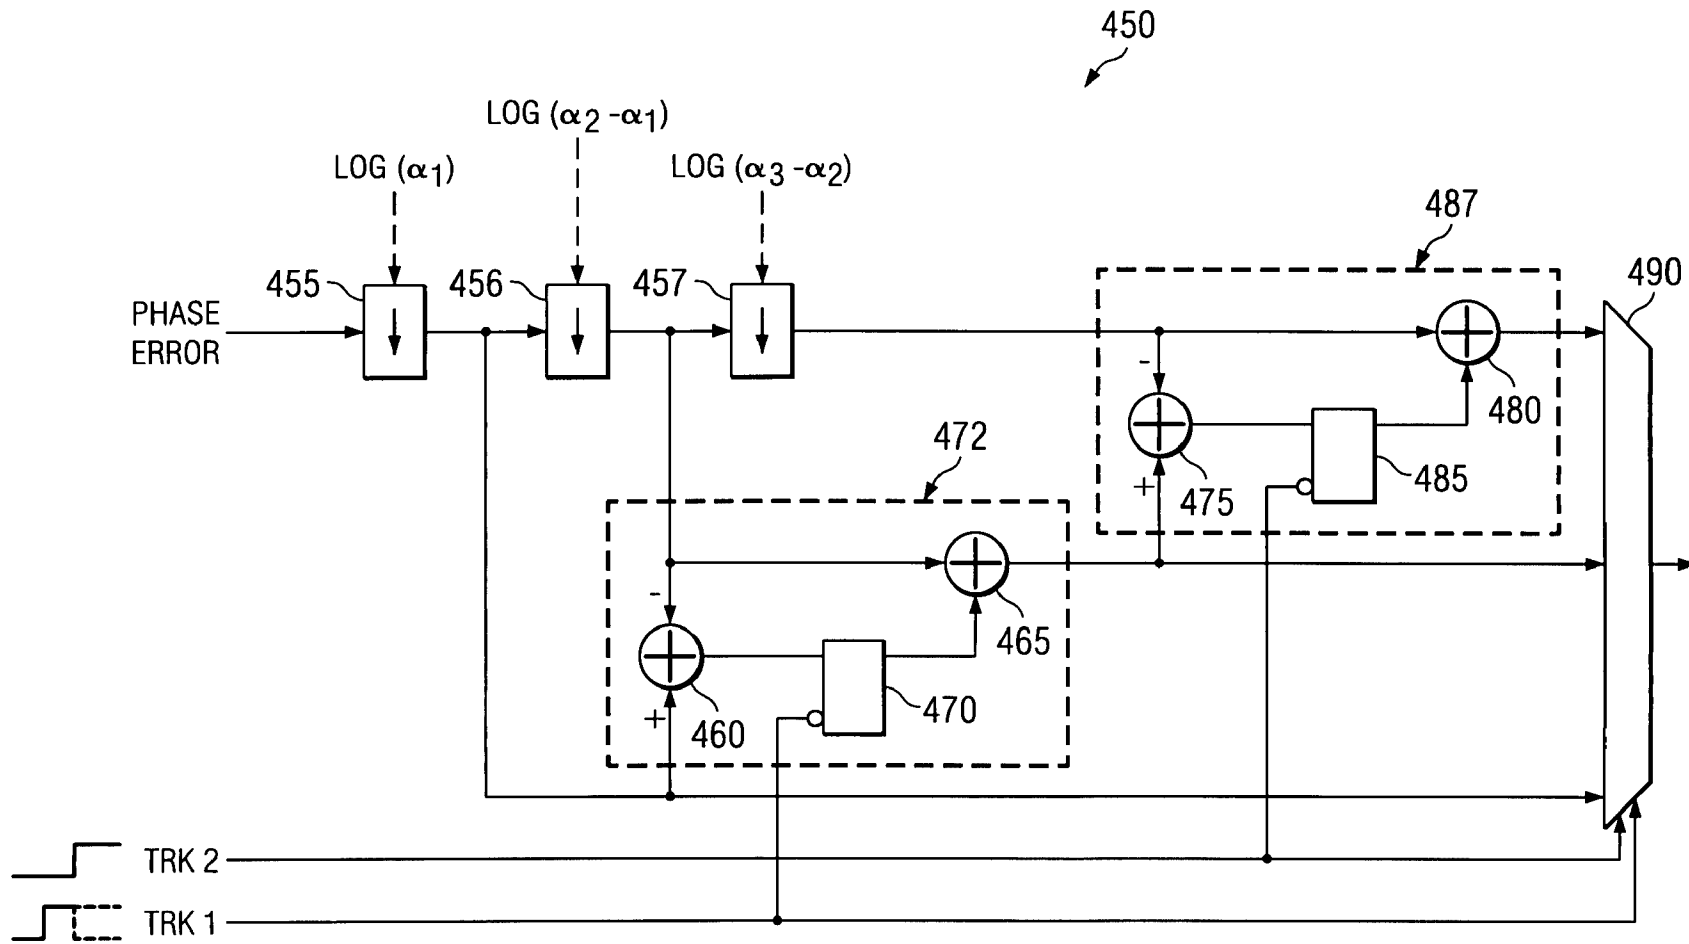 450
LOG (α2 -α1)
LOG (α1)
LOG (α3 -α2)
487
490
455
456
457
PHASE
ERROR
-
480
472
485
+
475
-
465
470
+
460
TRK 2
TRK 1